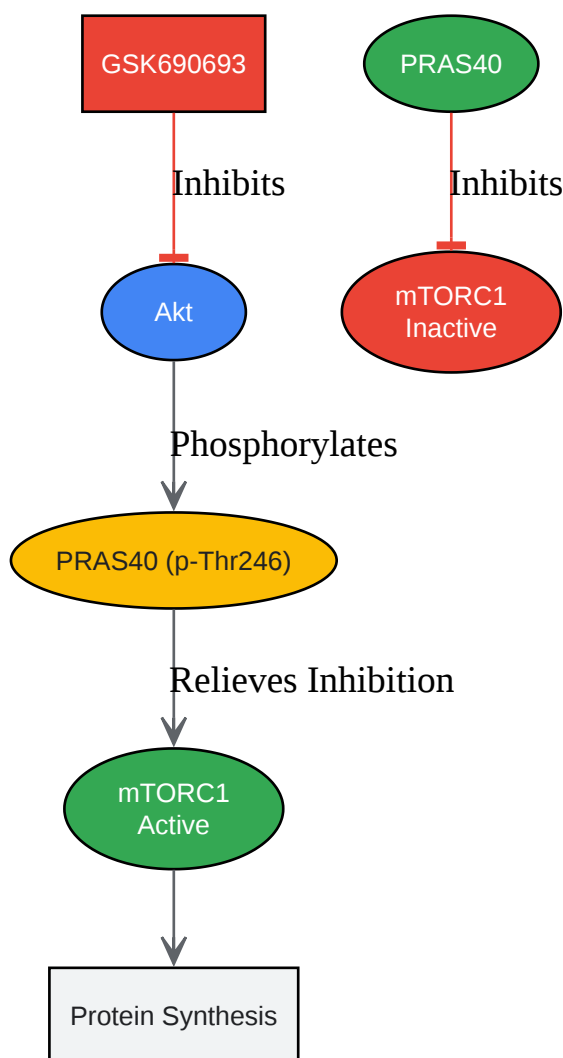 GSK690693
PRAS40
Inhibits
Inhibits
Akt
mTORC1
Inactive
Phosphorylates
PRAS40 (p-Thr246)
Relieves Inhibition
mTORC1
Active
Protein Synthesis